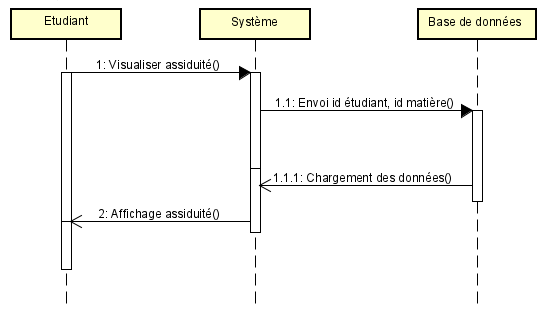 Etudiant
Système
Base de données
1: Visualiser assiduité()
1.1: Envoi id étudiant, id matière()
1.1.1: Chargement des données()
2: Affichage assiduité()